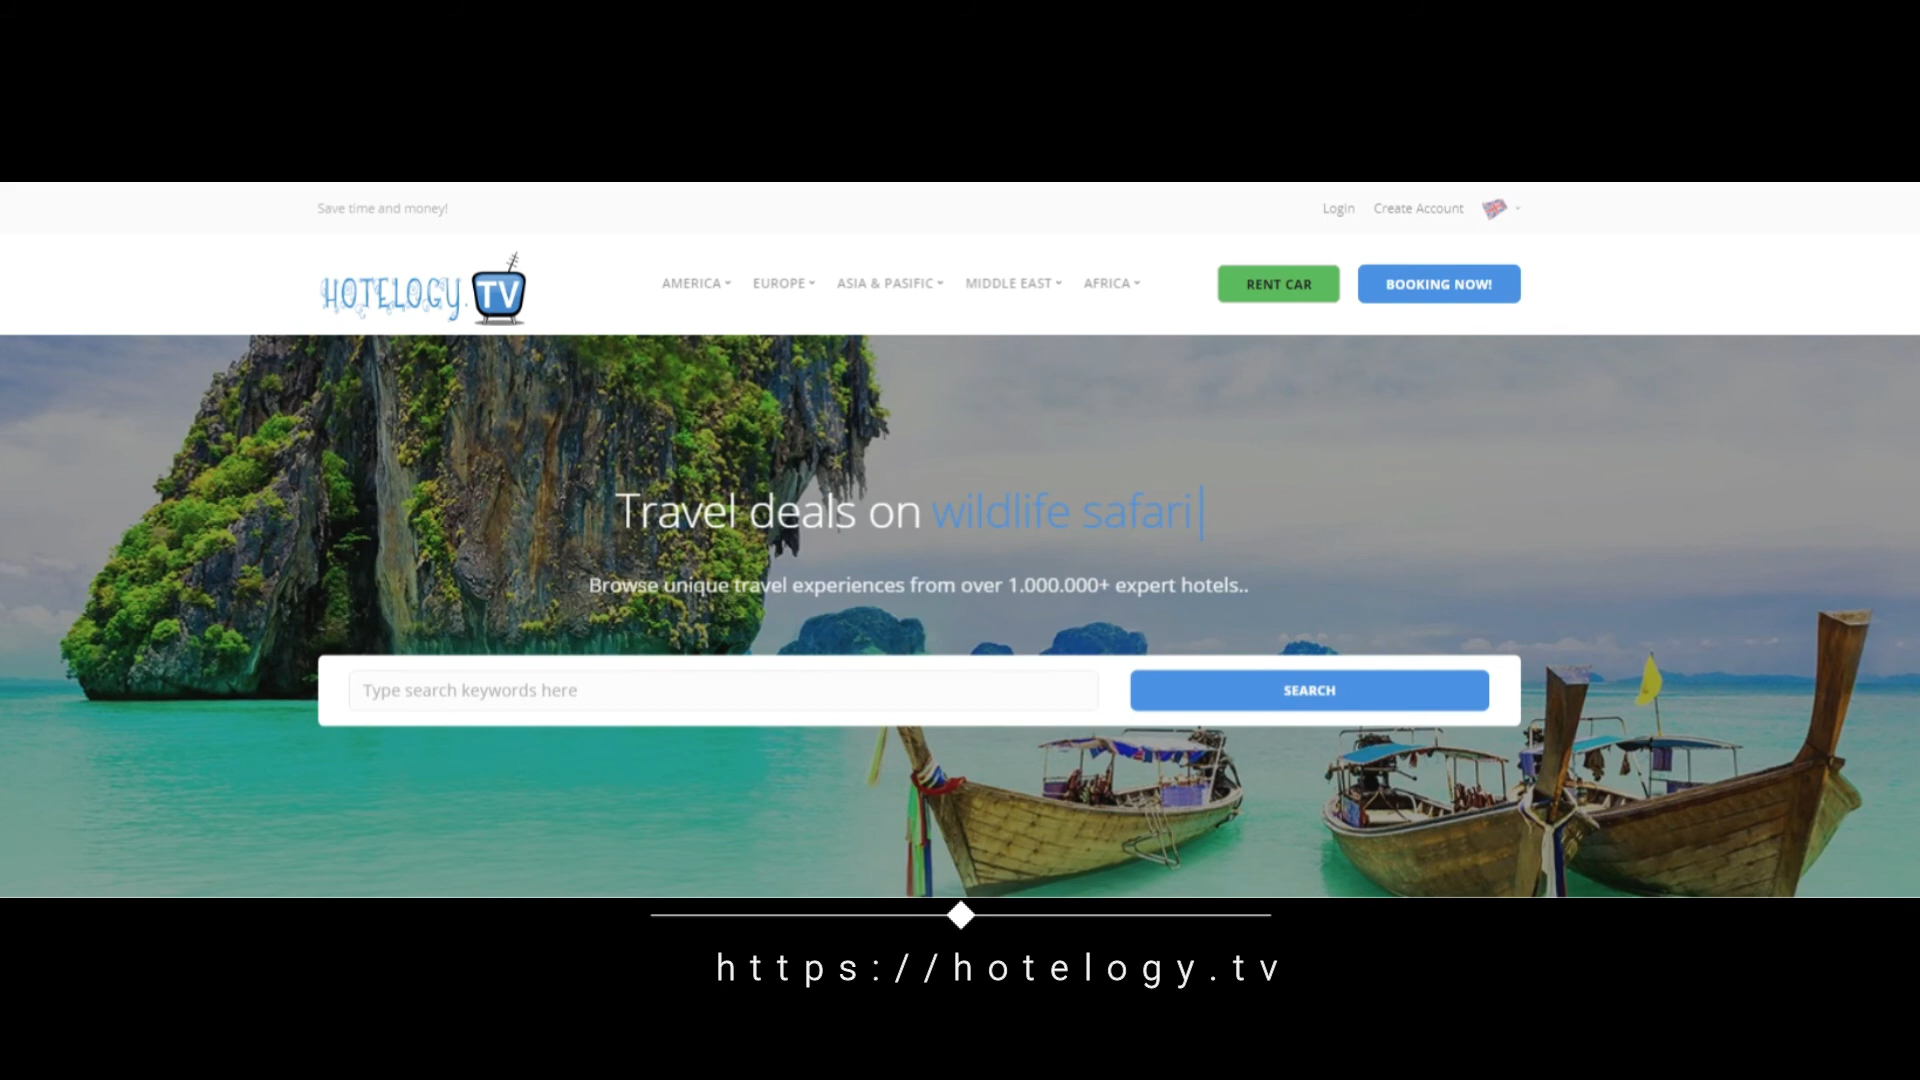 Save time and money!
Login Create Account
HOTELOGY.TV
AMERICA EUROPE ASIA & PASIFIC MIDDLE EAST AFRICA
RENT CAR
BOOKING NOW!
Travel deals on wildlife safari
Browse unique travel experiences from over 1.000.000+ expert hotels..
Type search keywords here
SEARCH
https://hotelogy.tv